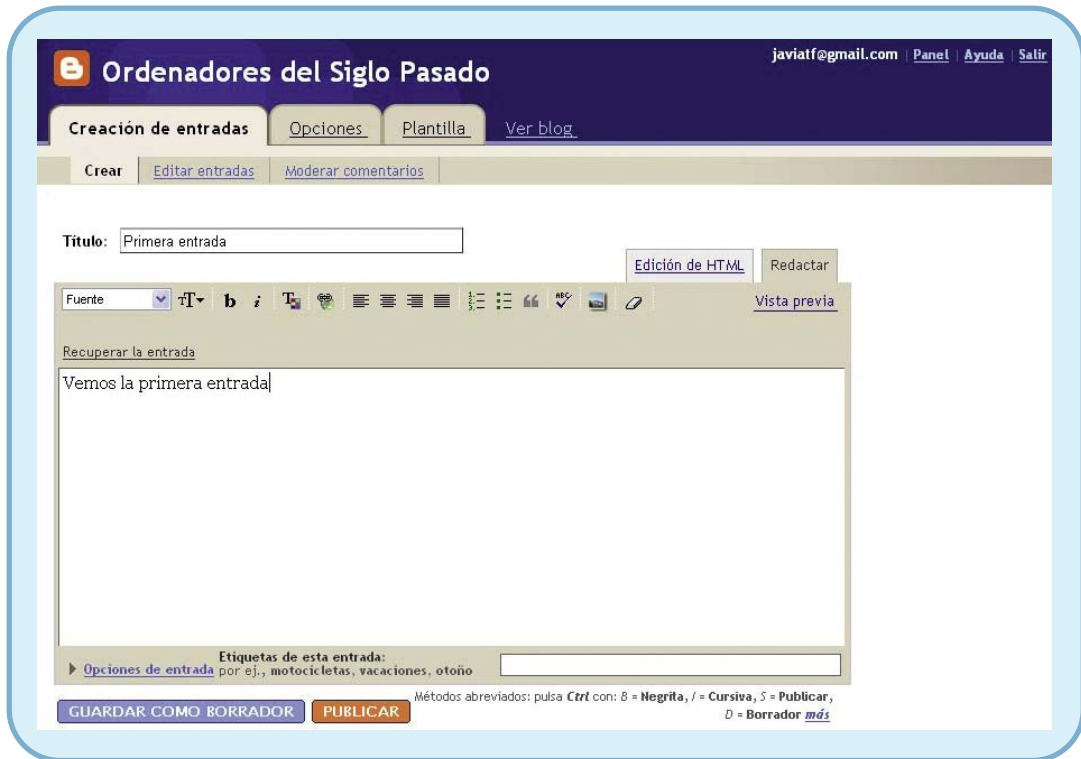 javiatf@gmail.com | Panel | Ayuda | Salir
Ordenadores del Siglo Pasado
Creación de entradas Opciones Plantilla Ver blog
Crear Editar entradas Moderar comentarios
Título: Primera entrada
Edición de HTML Redactar
Fuente Vista previa
Recuperar la entrada
Vemos la primera entrada
Etiquetas de esta entrada:
Opciones de entrada por ej., motocicletas, vacaciones, otoño
Métodos abreviados: pulsa Ctrl con: B = Negrita, I = Cursiva, S = Publicar,
GUARDAR COMO BORRADOR PUBLICAR D = Borrador más